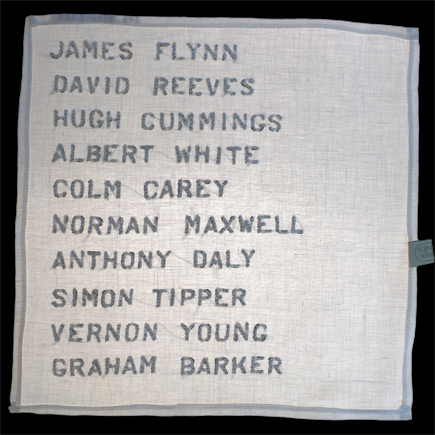 JAMES FLYNN
DAVID REEVES
HUGH CUMMINGS
ALBERT WHITE
COLM CAREY
NORMAN MAXWELL
ANTHONY DALY
SIMON TIPPER
VERNON YOUNG
GRAHAM BARKER